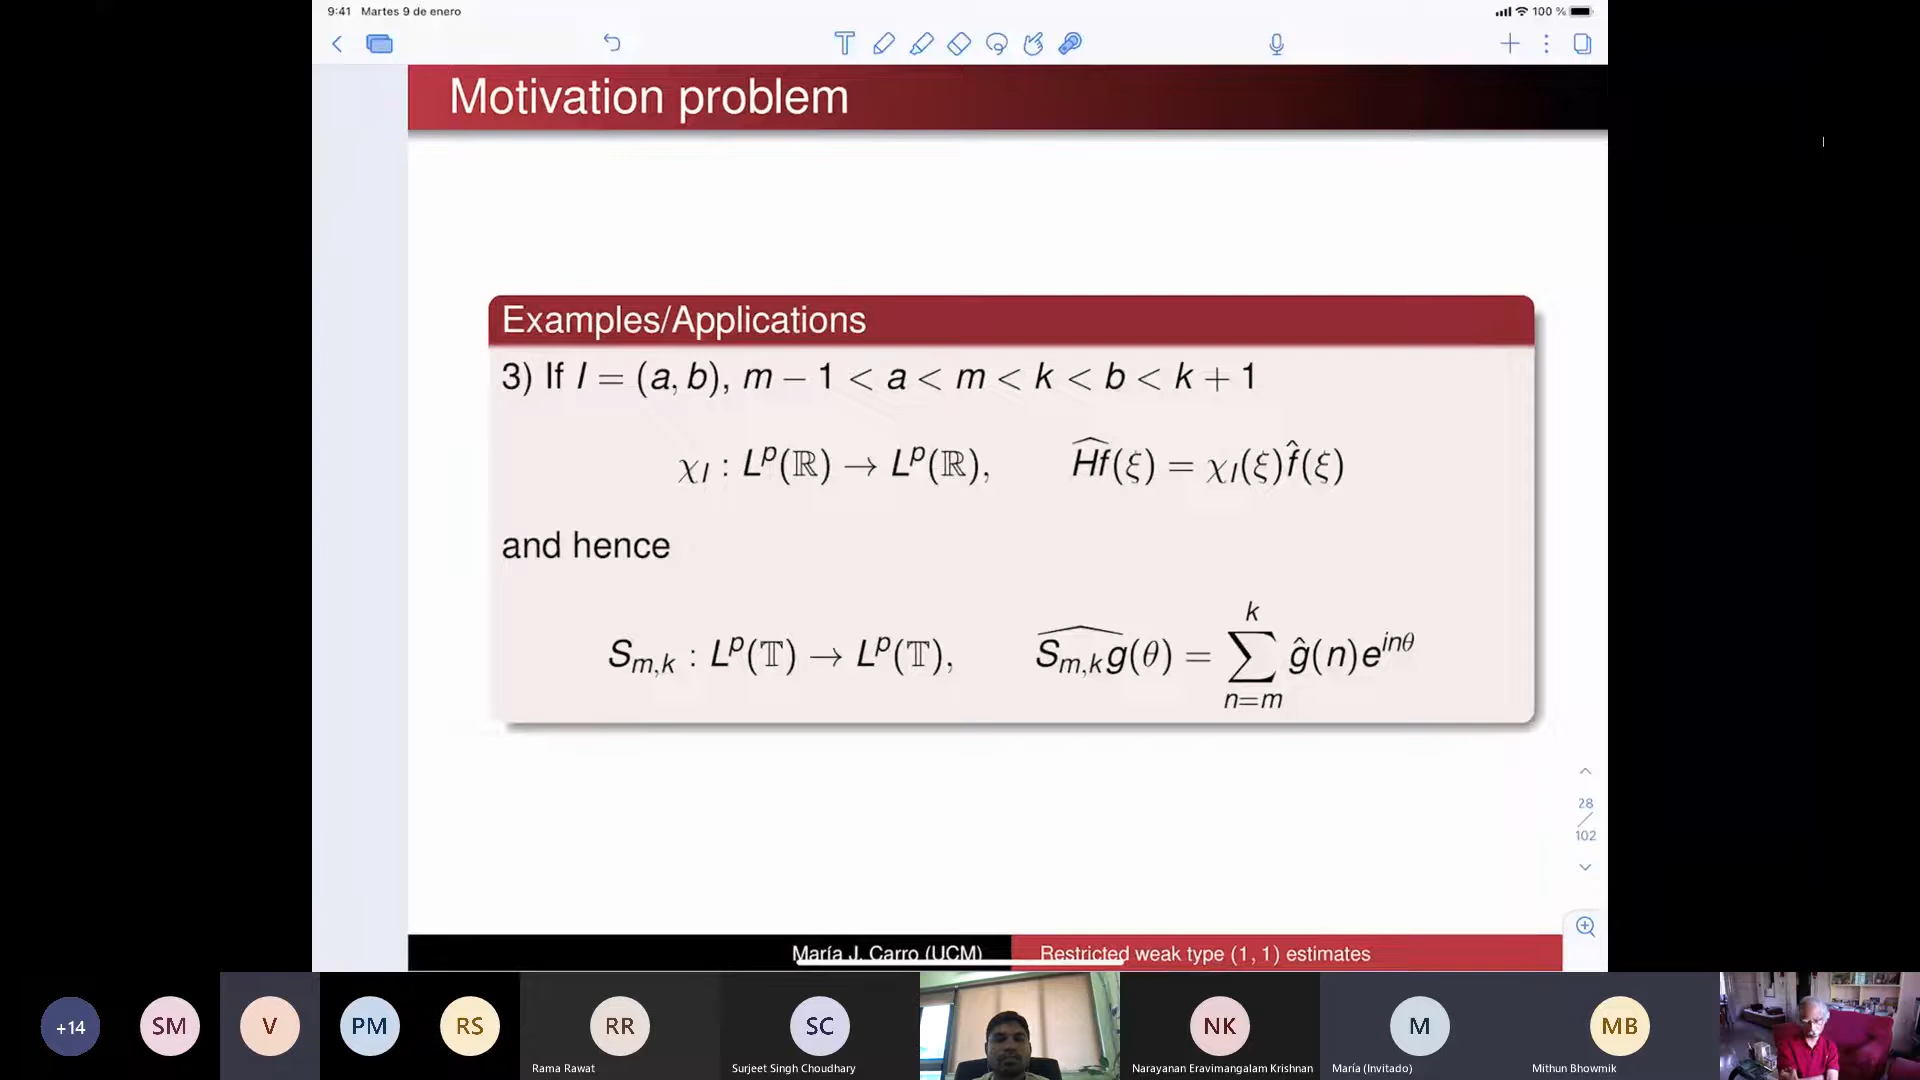 9:41 Martes 9 de enero
100 %
Motivation problem
Examples/Applications
3) If I = (a, b), m − 1 < a < m < k < b < k + 1
χ_I : L^p(ℝ) → L^p(ℝ), \widehat{Hf}(ξ) = χ_I(ξ)\hat{f}(ξ)
and hence
S_{m,k} : L^p(𝕋) → L^p(𝕋), \widehat{S_{m,k}g}(θ) = \sum_{n=m}^{k} \hat{g}(n)e^{inθ}
28
102
María J. Carro (UCM) Restricted weak type (1, 1) estimates
+14 SM V PM RS RR SC NK M MB
Rama Rawat Surjeet Singh Choudhary Narayanan Eravimangalam Krishnan María (Invitado) Mithun Bhowmik